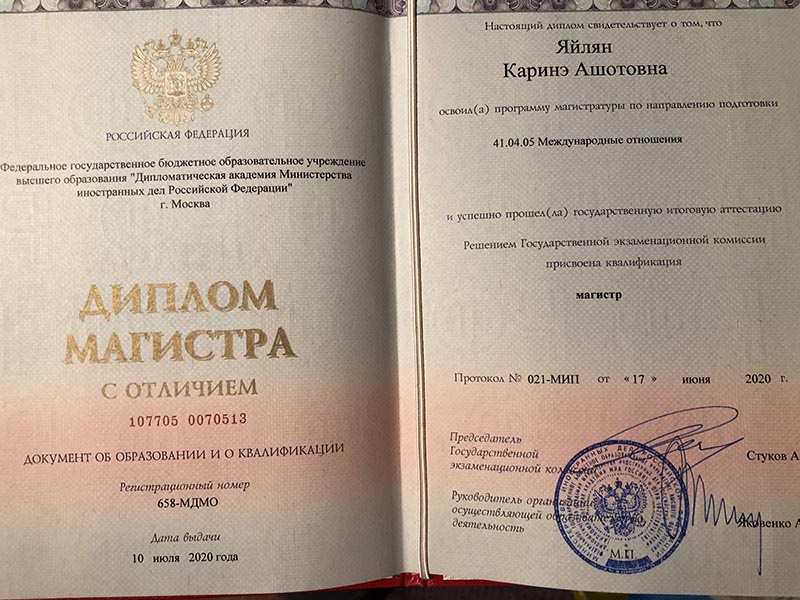 РОССИЙСКАЯ ФЕДЕРАЦИЯ
Федеральное государственное бюджетное образовательное учреждение
высшего образования "Дипломатическая академия Министерства
иностранных дел Российской Федерации"
г. Москва
ДИПЛОМ
МАГИСТРА
С ОТЛИЧИЕМ
107705 0070513
ДОКУМЕНТ ОБ ОБРАЗОВАНИИ И О КВАЛИФИКАЦИИ
Регистрационный номер
658-МДМО
Дата выдачи
10 июля 2020 года
Настоящий диплом свидетельствует о том, что
Яйлян
Каринэ Ашотовна
освоил(а) программу магистратуры по направлению подготовки
41.04.05 Международные отношения
и успешно прошел(ла) государственную итоговую аттестацию
Решением Государственной экзаменационной комиссии
присвоена квалификация
магистр
Протокол № 021-МИП от « 17 » июня 2020 г.
Председатель
Государственной
экзаменационной Стуков А
Руководитель
осуществляющей
деятельность Яковенко А
М.П.